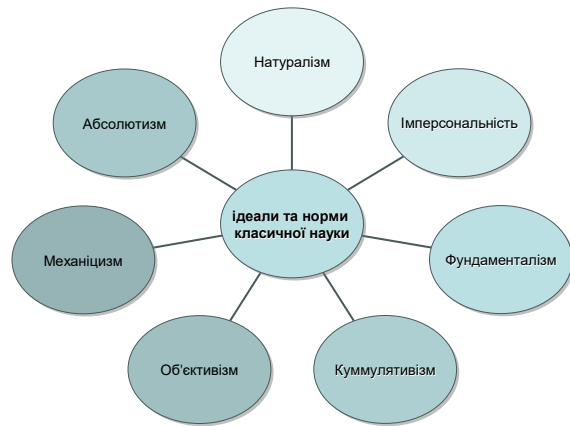 Натуралізм
Імперсональність
Фундаменталізм
Куммулятивізм
Об'єктивізм
Механіцизм
Абсолютизм
ідеали та норми
класичної науки